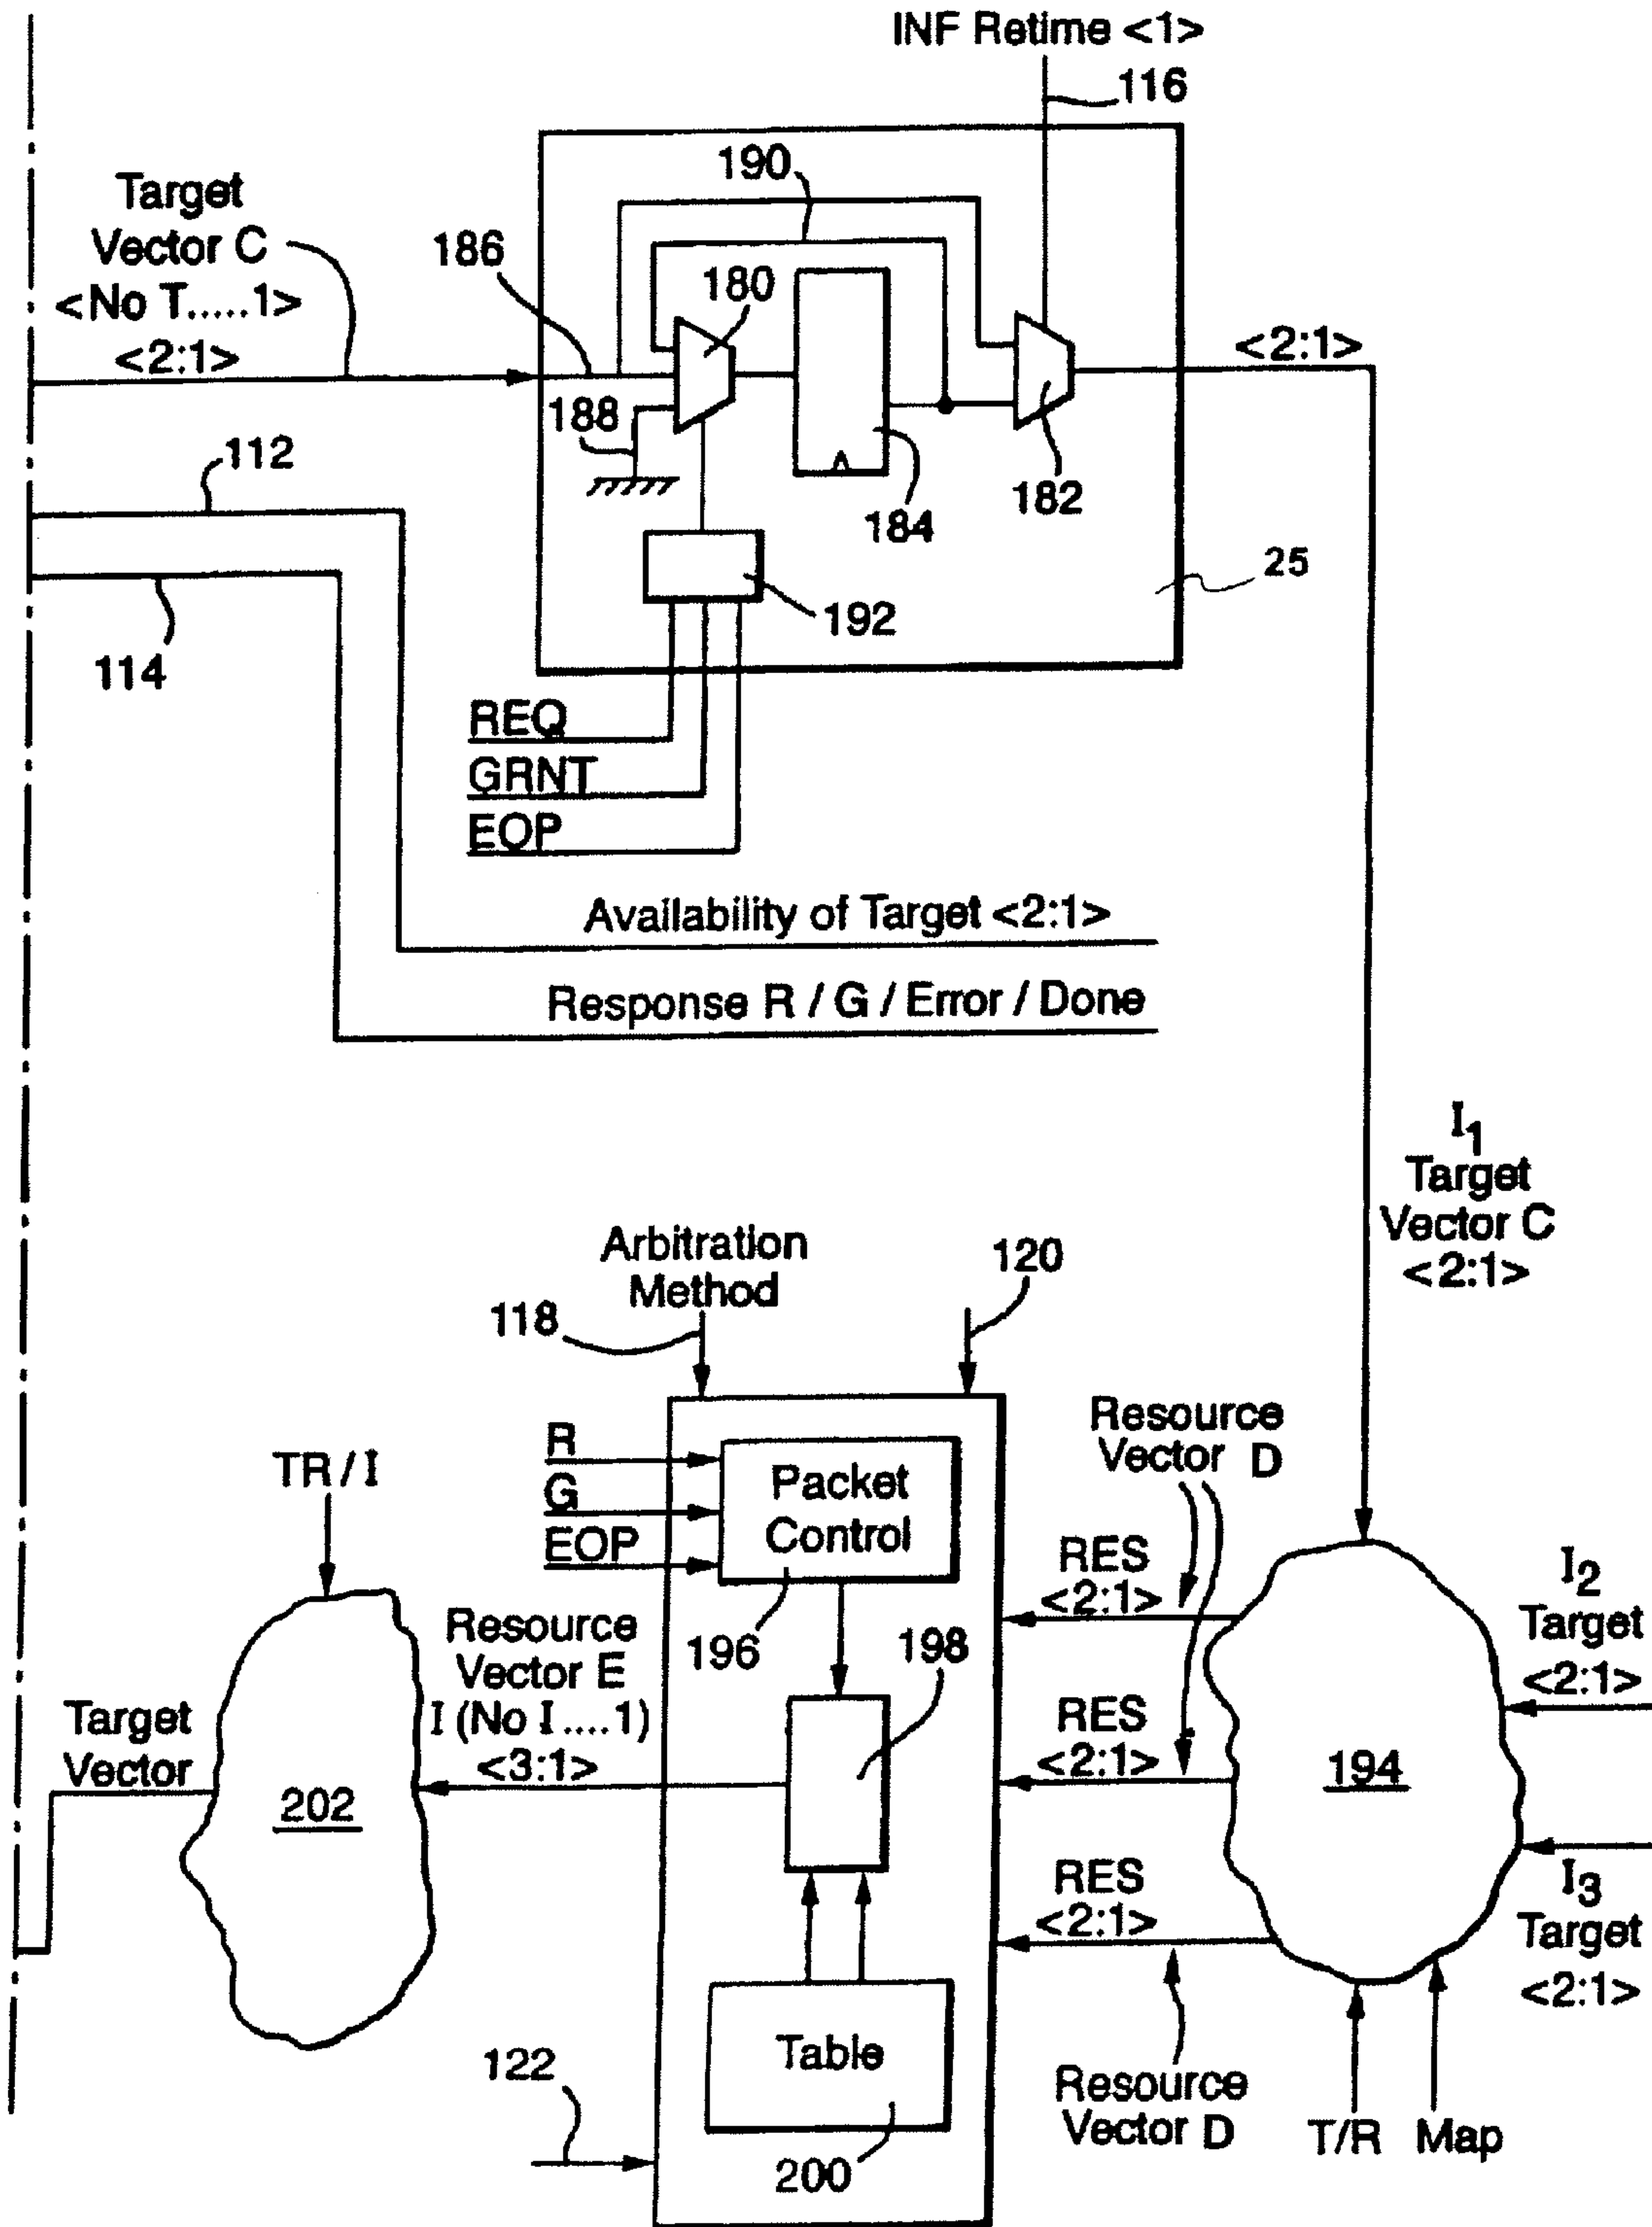 INF Retime <1>
116
190
Target
Vector C
<No T.....1>
<2:1>
186
180
<2:1>
188
112
184
182
25
192
114
REQ
GRNT
EOP
Availability of Target <2:1>
Response R / G / Error / Done
I1
Target
Vector C
<2:1>
Arbitration
Method
118
120
Resource
Vector D
TR / I
R
G
EOP
Packet
Control
RES
<2:1>
I2
Target
<2:1>
196
198
Resource
Vector E
I (No I ....1)
<3:1>
Target
Vector
RES
<2:1>
194
202
RES
<2:1>
I3
Target
<2:1>
Table
122
200
Resource
Vector D
T/R
Map